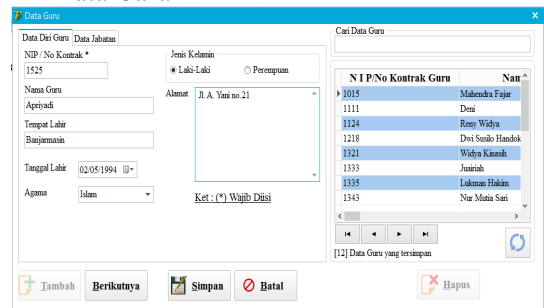 Data Guru
Data Diri Guru
Data Jabatan
NIP / No Kontrak *
1525
Nama Guru
Apriyadi
Tempat Lahir
Banjarmasin
Tanggal Lahir
02/05/1994
Agama
Islam
Jenis Kelamin
Laki-Laki
Perempuan
Alamat
Jl. A. Yani no.21
Ket : (*) Wajib Diisi
Cari Data Guru
N I P/No Kontrak Guru
1015 Mahendra Fajar
1111 Deni
1124 Reny Widya
1218 Dwi Susilo Handok
1321 Widya Kinasih
1333 Juairiah
1335 Lukman Hakim
1343 Nur Mutia Sari
[12] Data Guru yang tersimpan
Tambah
Berikutnya
Simpan
Batal
Hapus